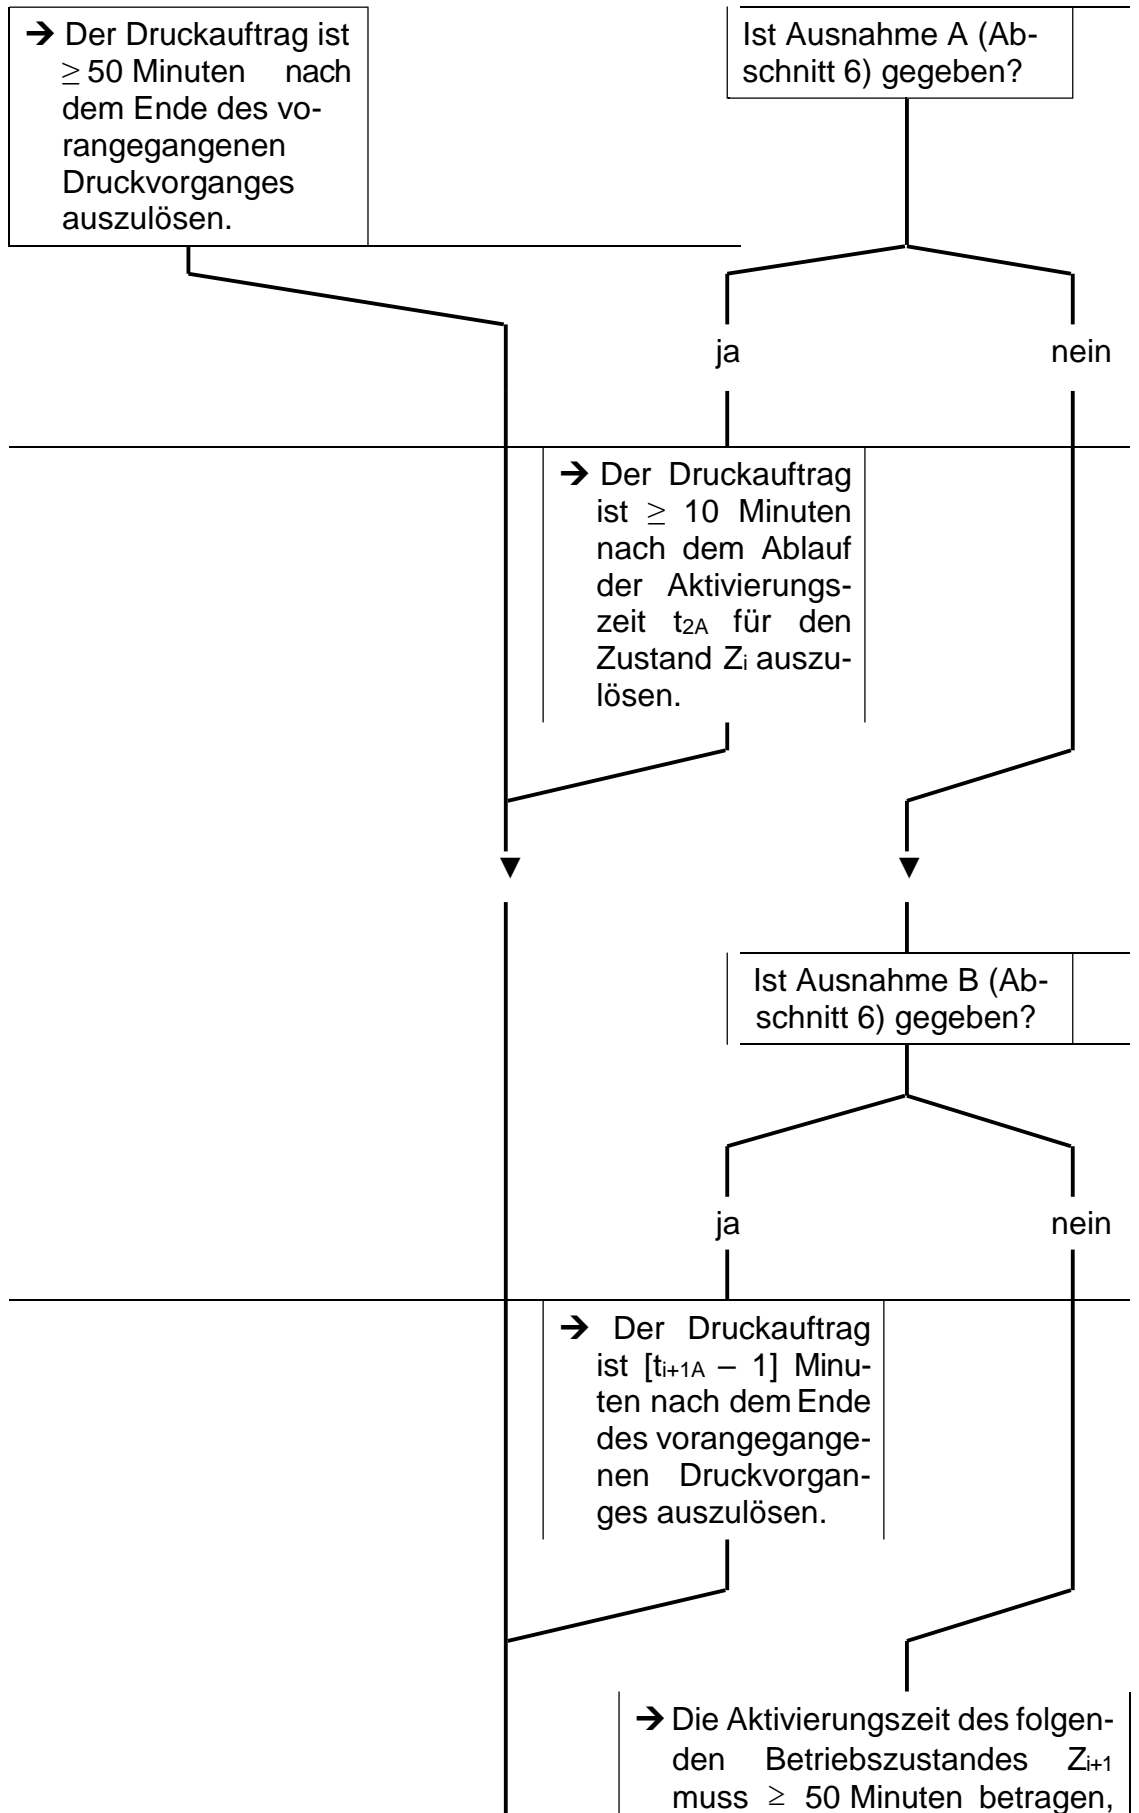 ➔ Der Druckauftrag ist
≥ 50 Minuten nach
dem Ende des vo-
rangegangenen
Druckvorganges
auszulösen.
Ist Ausnahme A (Ab-
schnitt 6) gegeben?
ja
nein
➔ Der Druckauftrag
ist ≥ 10 Minuten
nach dem Ablauf
der Aktivierungs-
zeit t2A für den
Zustand Zi auszu-
lösen.
Ist Ausnahme B (Ab-
schnitt 6) gegeben?
ja
nein
➔ Der Druckauftrag
ist [ti+1A – 1] Minu-
ten nach dem Ende
des vorangegange-
nen Druckvorgan-
ges auszulösen.
➔ Die Aktivierungszeit des folgen-
den Betriebszustandes Zi+1
muss ≥ 50 Minuten betragen,